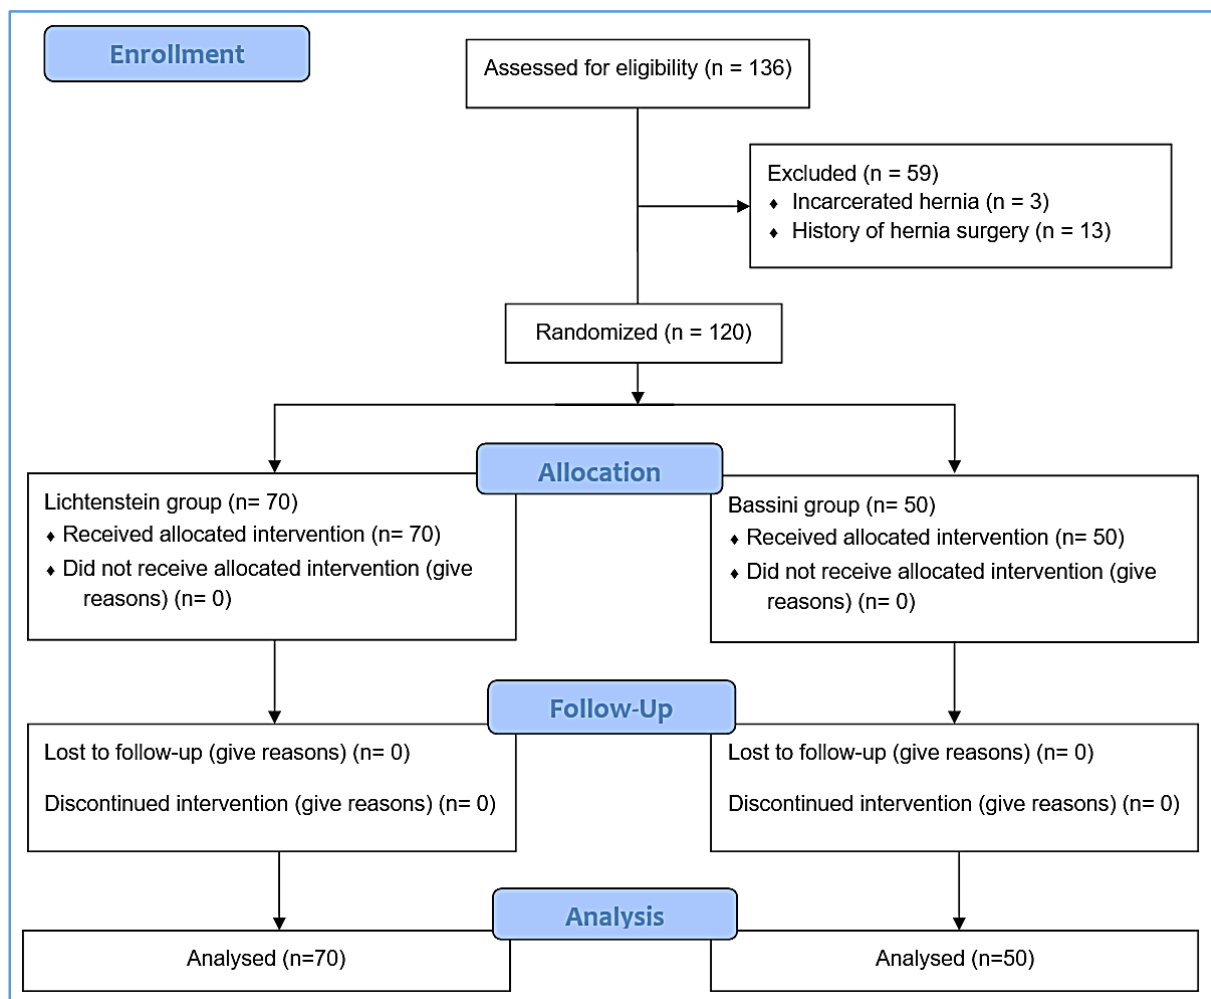 Enrollment
Assessed for eligibility (n = 136)
Excluded (n = 59)
♦ Incarcerated hernia (n = 3)
♦ History of hernia surgery (n = 13)
Randomized (n = 120)
Allocation
Lichtenstein group (n= 70)
♦ Received allocated intervention (n= 70)
♦ Did not receive allocated intervention (give
reasons) (n= 0)
Bassini group (n= 50)
♦ Received allocated intervention (n= 50)
♦ Did not receive allocated intervention (give
reasons) (n= 0)
Follow-Up
Lost to follow-up (give reasons) (n= 0)
Discontinued intervention (give reasons) (n= 0)
Lost to follow-up (give reasons) (n= 0)
Discontinued intervention (give reasons) (n= 0)
Analysis
Analysed (n=70)
Analysed (n=50)